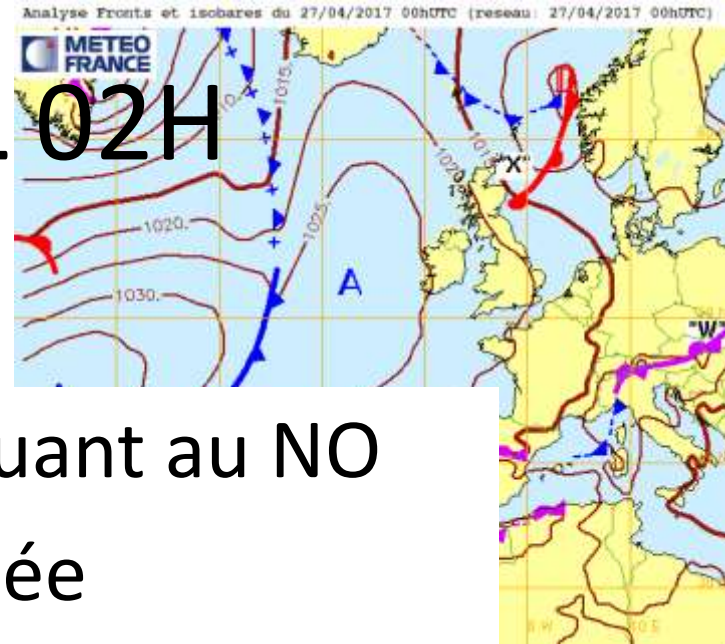 Analyse Fronts et isobares du 27/04/2017 00hUTC (reseau: 27/04/2017 00hUTC)
METEO
FRANCE
02H
1015.
1020.
1025.
1030.
A
"X"
1020.
"W"
uant au NO
ée